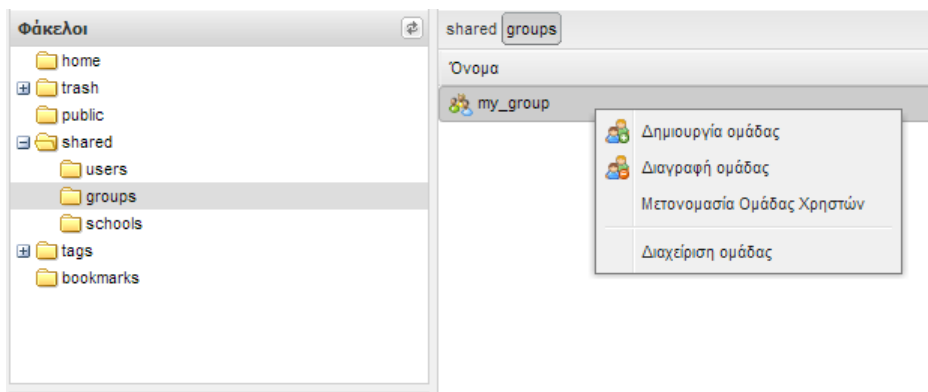 Φάκελοι
home
trash
public
shared
users
groups
schools
tags
bookmarks
shared groups
Όνομα
my_group
Δημιουργία ομάδας
Διαγραφή ομάδας
Μετονομασία Ομάδας Χρηστών
Διαχείριση ομάδας